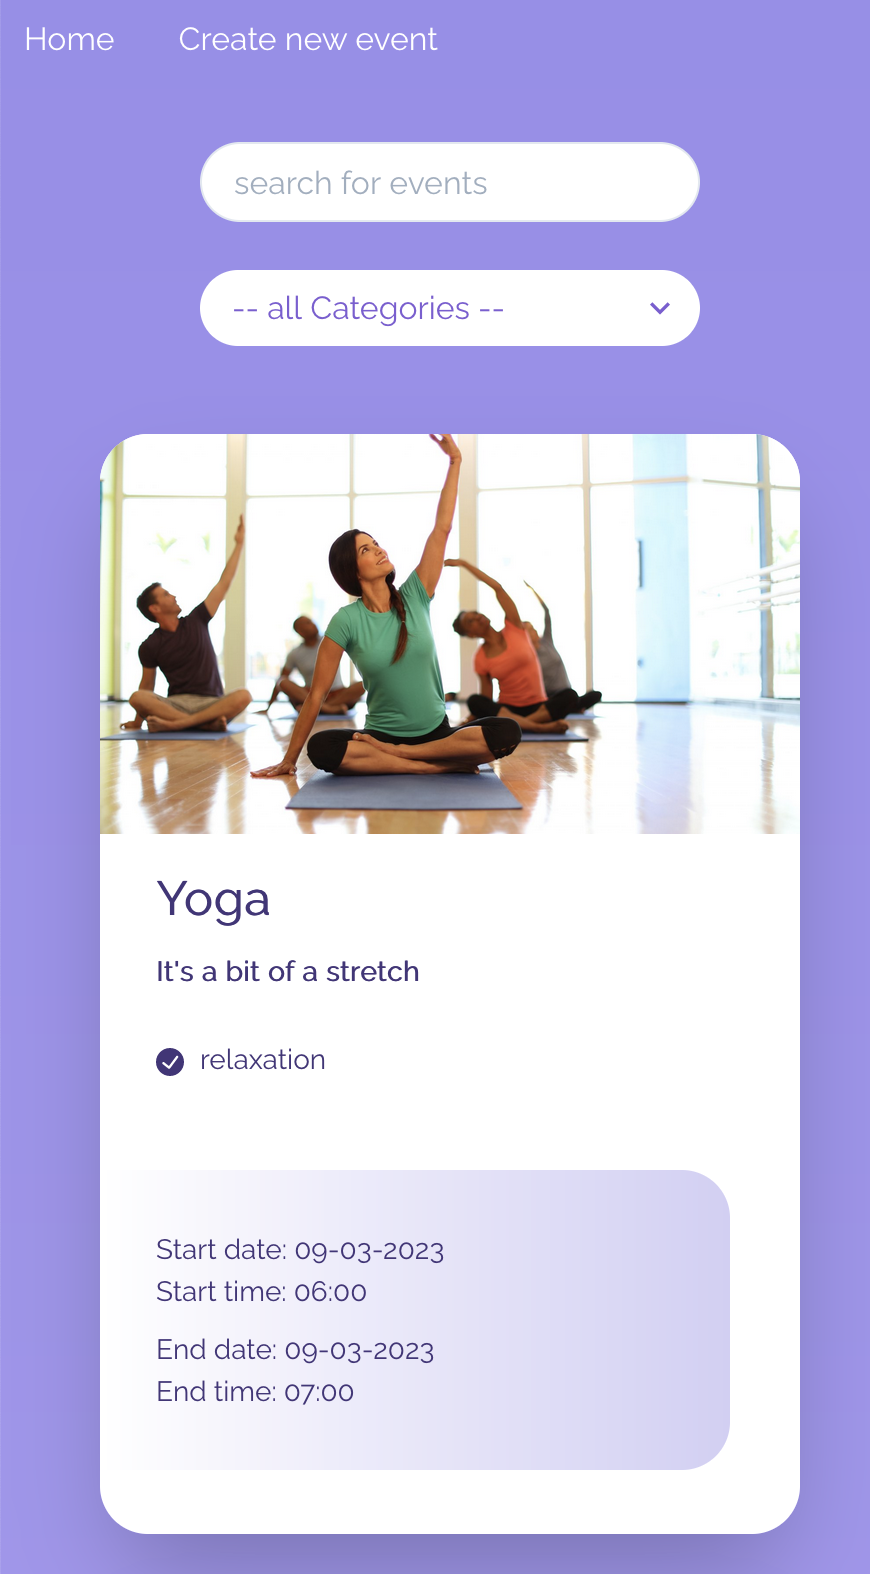 Home Create new event
search for events
-- all Categories --
Yoga
It's a bit of a stretch
relaxation
Start date: 09-03-2023
Start time: 06:00
End date: 09-03-2023
End time: 07:00